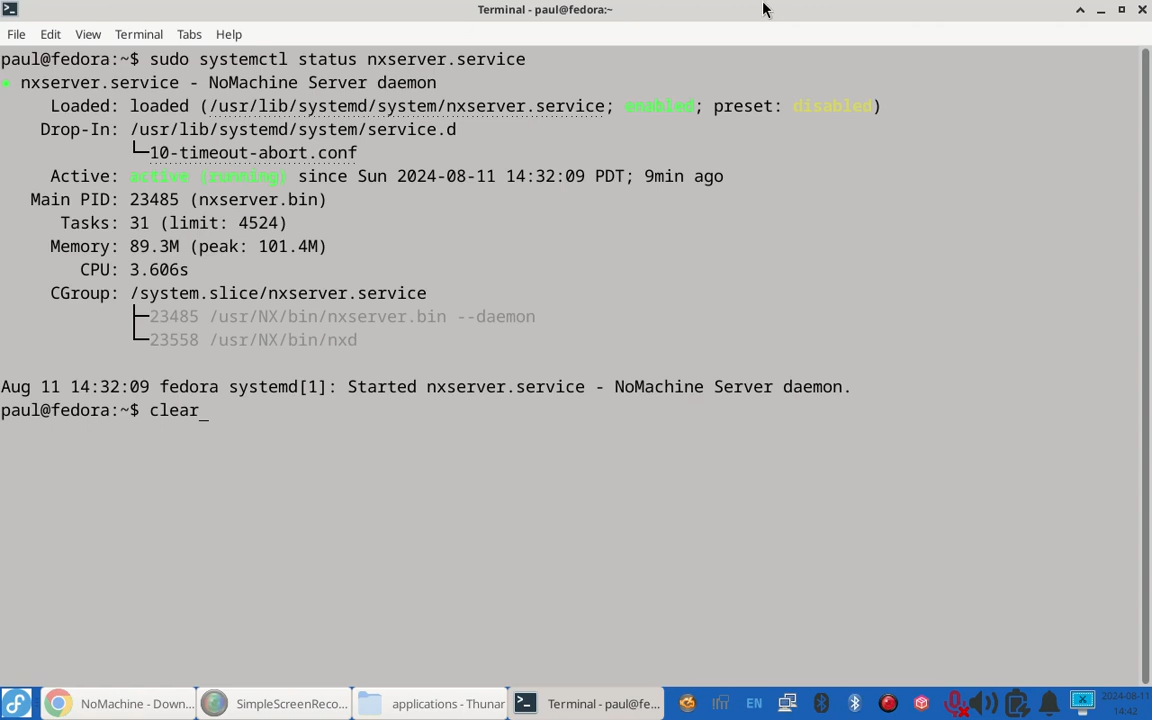 Terminal - paul@fedora:~
File Edit View Terminal Tabs Help
paul@fedora:~$ sudo systemctl status nxserver.service
● nxserver.service - NoMachine Server daemon
Loaded: loaded (/usr/lib/systemd/system/nxserver.service; enabled; preset: disabled)
Drop-In: /usr/lib/systemd/system/service.d
└─10-timeout-abort.conf
Active: active (running) since Sun 2024-08-11 14:32:09 PDT; 9min ago
Main PID: 23485 (nxserver.bin)
Tasks: 31 (limit: 4524)
Memory: 89.3M (peak: 101.4M)
CPU: 3.606s
CGroup: /system.slice/nxserver.service
├─23485 /usr/NX/bin/nxserver.bin --daemon
└─23558 /usr/NX/bin/nxd
Aug 11 14:32:09 fedora systemd[1]: Started nxserver.service - NoMachine Server daemon.
paul@fedora:~$ clear_
NoMachine - Down... SimpleScreenReco... applications - Thunar Terminal - paul@fe... EN 2024-08-11
14:42